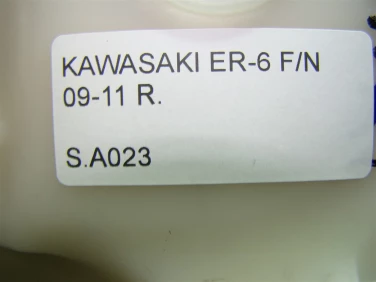 KAWASAKI ER-6 F/N
09-11 R.
S.A023